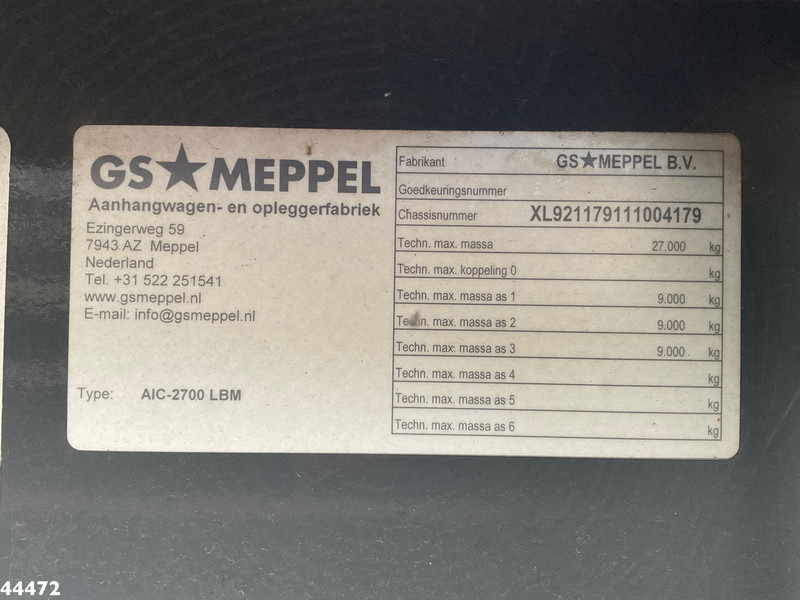 GS★MEPPEL
Aanhangwagen- en opleggerfabriek
Ezingerweg 59
7943 AZ Meppel
Nederland
Tel. +31 522 251541
www.gsmeppel.nl
E-mail: info@gsmeppel.nl
Type: AIC-2700 LBM
Fabrikant GS★MEPPEL B.V.
Goedkeuringsnummer
Chassisnummer XL921179111004179
Techn. max. massa 27.000 kg
Techn. max. koppeling 0 kg
Techn. max. massa as 1 9.000 kg
Techn. max. massa as 2 9.000 kg
Techn. max. massa as 3 9.000 kg
Techn. max. massa as 4 kg
Techn. max. massa as 5 kg
Techn. max. massa as 6 kg
44472